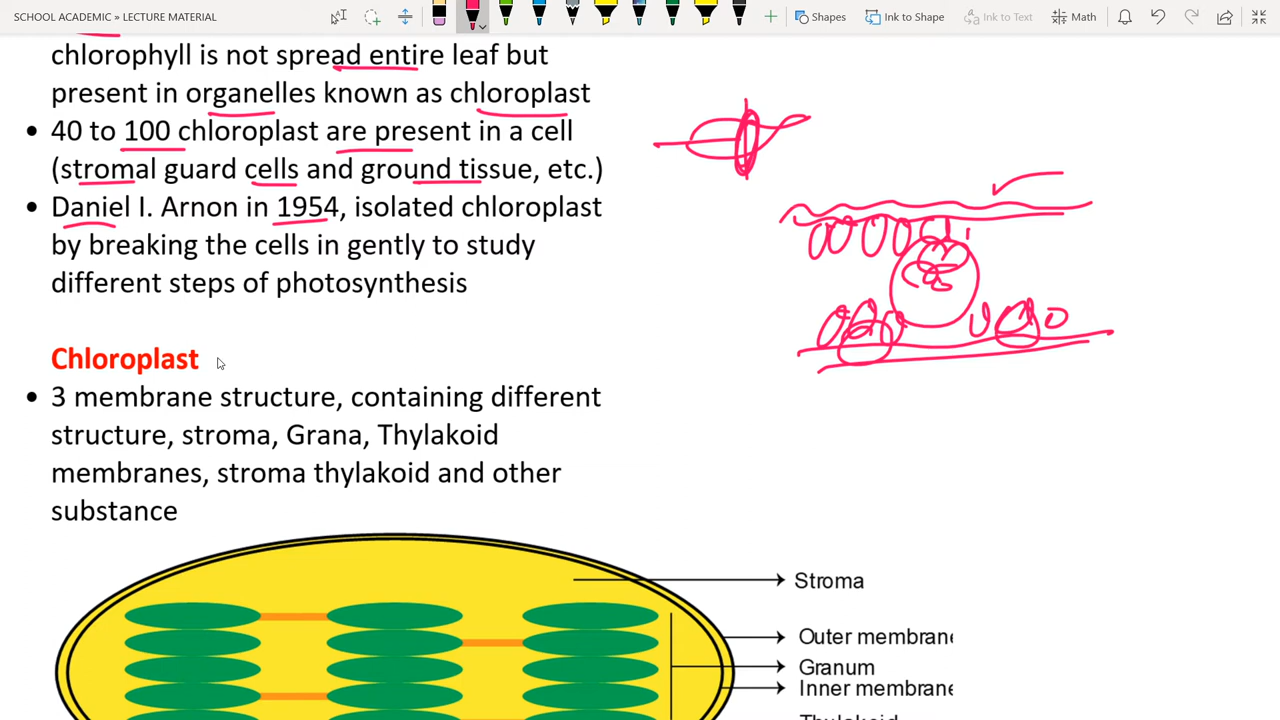 SCHOOL ACADEMIC » LECTURE MATERIAL
Shapes
Ink to Shape
Ink to Text
Math
chlorophyll is not spread entire leaf but
present in organelles known as chloroplast
• 40 to 100 chloroplast are present in a cell
(stromal guard cells and ground tissue, etc.)
• Daniel I. Arnon in 1954, isolated chloroplast
by breaking the cells in gently to study
different steps of photosynthesis
Chloroplast
• 3 membrane structure, containing different
structure, stroma, Grana, Thylakoid
membranes, stroma thylakoid and other
substance
Stroma
Outer membrane
Granum
Inner membrane
Thylakoid